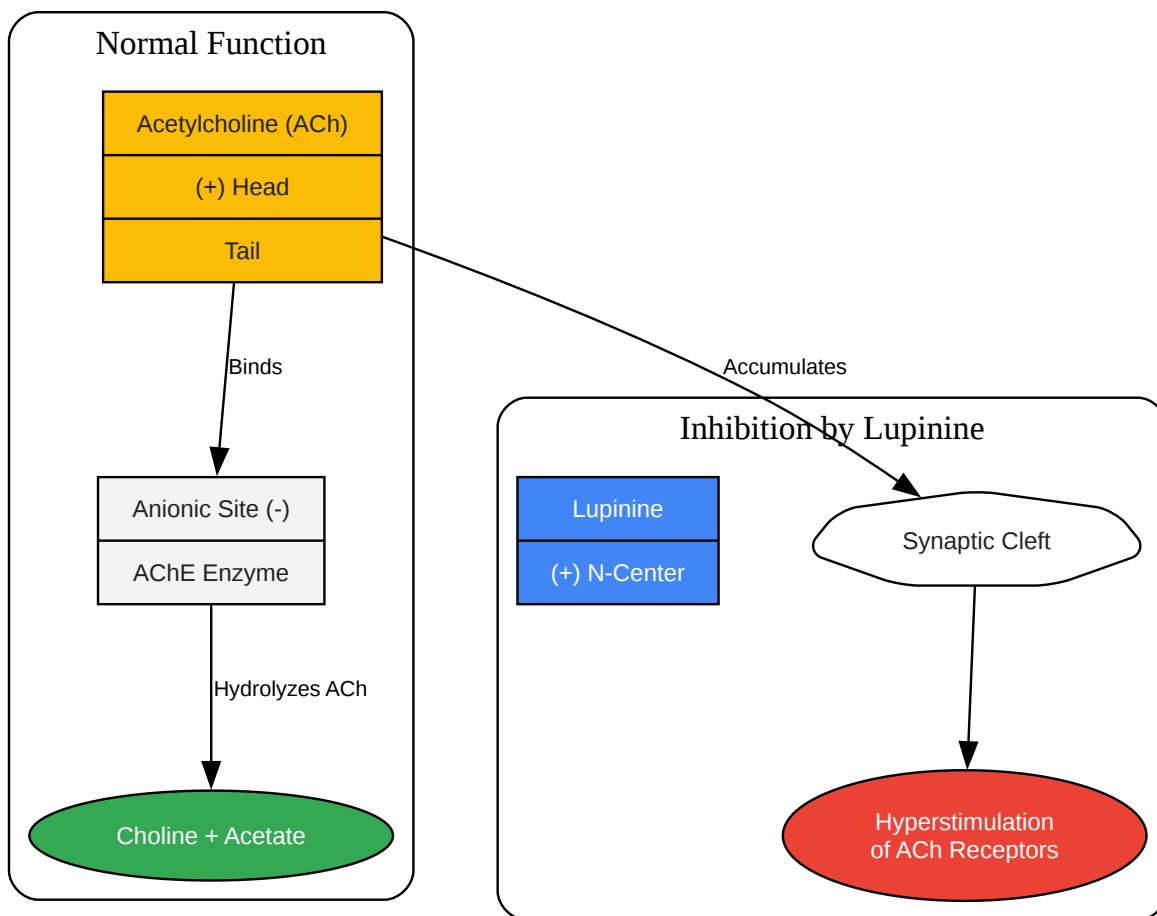 Normal Function
Acetylcholine (ACh)
(+) Head
Tail
Binds
Accumulates
Anionic Site (-)
AChE Enzyme
Hydrolyzes ACh
Choline + Acetate
Inhibition by Lupinine
Lupinine
(+) N-Center
Synaptic Cleft
Hyperstimulation
of ACh Receptors